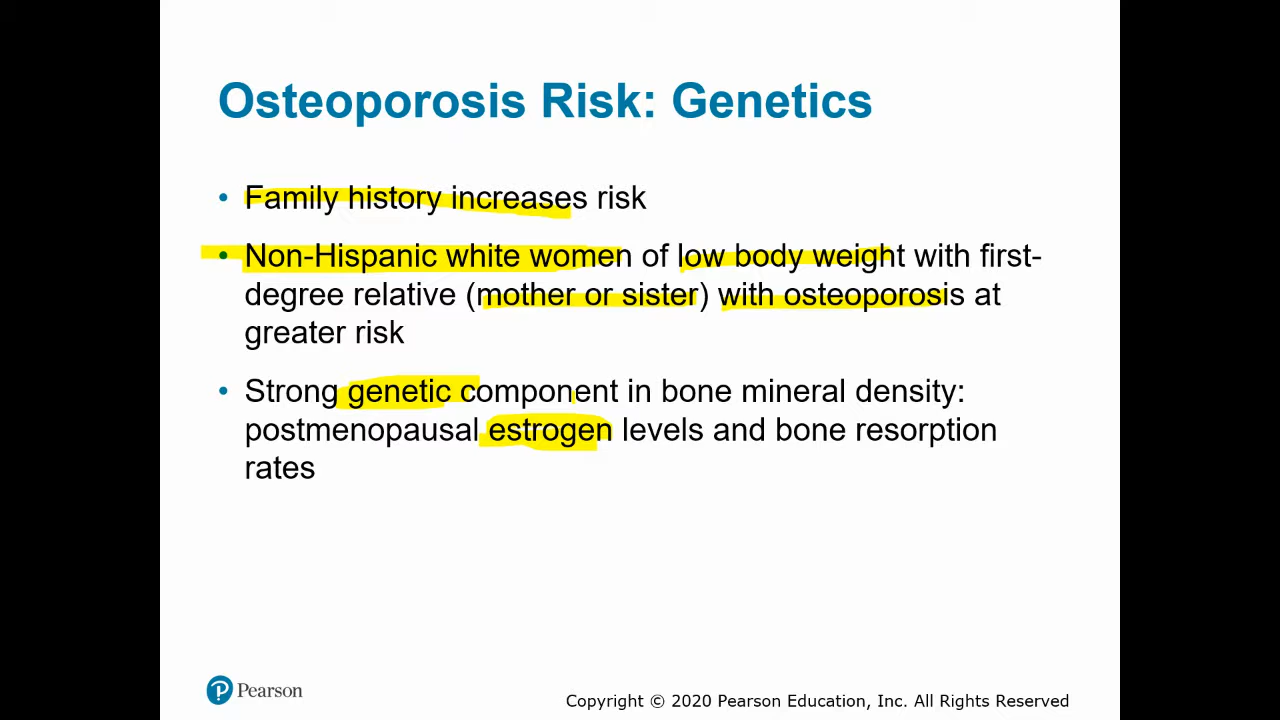 Osteoporosis Risk: Genetics
• Family history increases risk
• Non-Hispanic white women of low body weight with first-
degree relative (mother or sister) with osteoporosis at
greater risk
• Strong genetic component in bone mineral density:
postmenopausal estrogen levels and bone resorption
rates
Pearson
Copyright © 2020 Pearson Education, Inc. All Rights Reserved